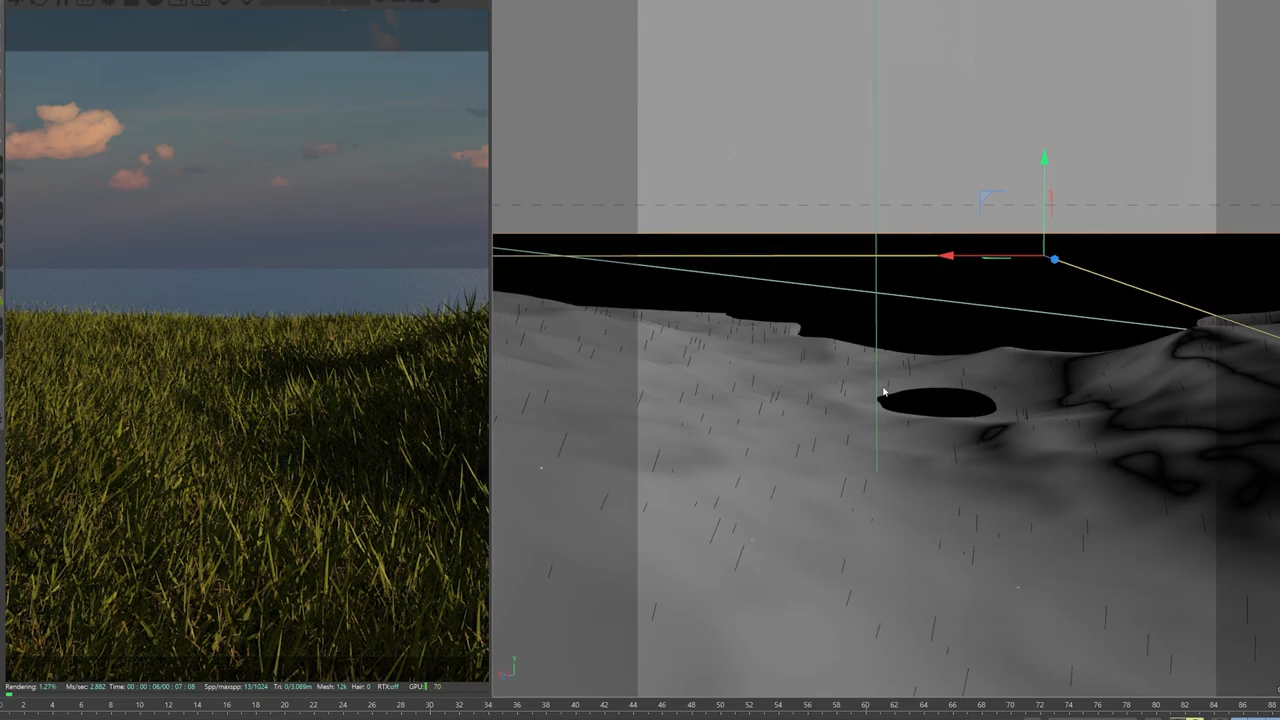 Y
Rendering: 1.27% Ms/sec: 2.882 Time: 00 : 00 : 06/00 : 07 : 08 Spp/maxspp: 13/1024 Tri: 0/3.069m Mesh: 12k Hair: 0 RTX:off GPU: 70
2 4 6 8 10 12 14 16 18 20 22 24 26 28 30 32 34 36 38 40 42 44 46 48 50 52 54 56 58 60 62 64 66 68 70 72 74 76 78 80 82 84 86 88